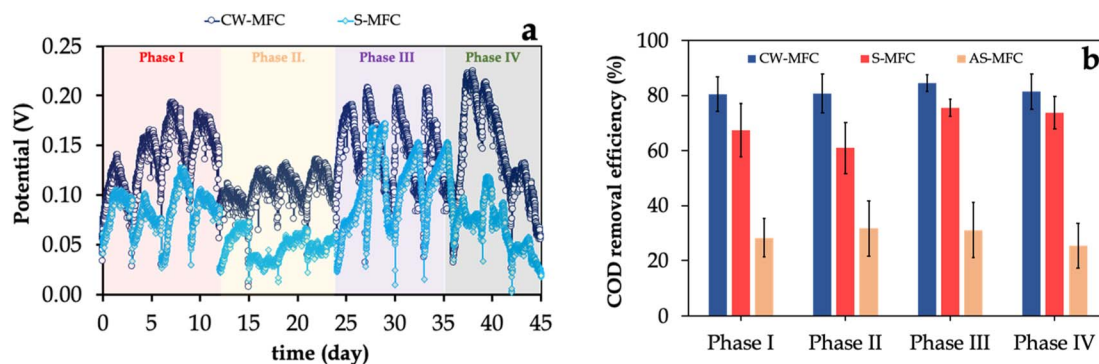 CW-MFC S-MFC
a
0.25
0.20
0.15
0.10
0.05
0.00
Potential (V)
Phase I Phase II. Phase III Phase IV
0 5 10 15 20 25 30 35 40 45
time (day)
b
100
80
60
40
20
0
COD removal efficiency (%)
CW-MFC S-MFC AS-MFC
Phase I Phase II Phase III Phase IV